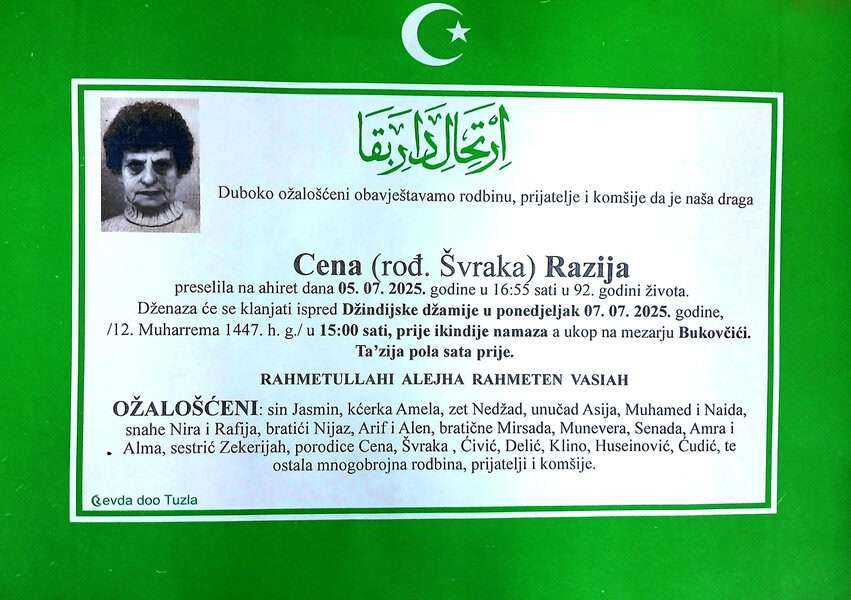 إرتحال دار بقا
Duboko ožalošćeni obavještavamo rodbinu, prijatelje i komšije da je naša draga
Cena (rođ. Švraka) Razija
preselila na ahiret dana 05. 07. 2025. godine u 16:55 sati u 92. godini života.
Dženaza će se klanjati ispred Džindijske džamije u ponedjeljak 07. 07. 2025. godine,
/12. Muharrema 1447. h. g./ u 15:00 sati, prije ikindije namaza a ukop na mezarju Bukovčići.
Ta’zija pola sata prije.
RAHMETULLAHI ALEJHA RAHMETEN VASIAH
OŽALOŠĆENI: sin Jasmin, kćerka Amela, zet Nedžad, unučad Asija, Muhamed i Naida,
snahe Nira i Rafija, bratići Nijaz, Arif i Alen, bratične Mirsada, Munevera, Senada, Amra i
Alma, sestrić Zekerijah, porodice Cena, Švraka , Ćivić, Delić, Klino, Huseinović, Čudić, te
ostala mnogobrojna rodbina, prijatelji i komšije.
evda doo Tuzla